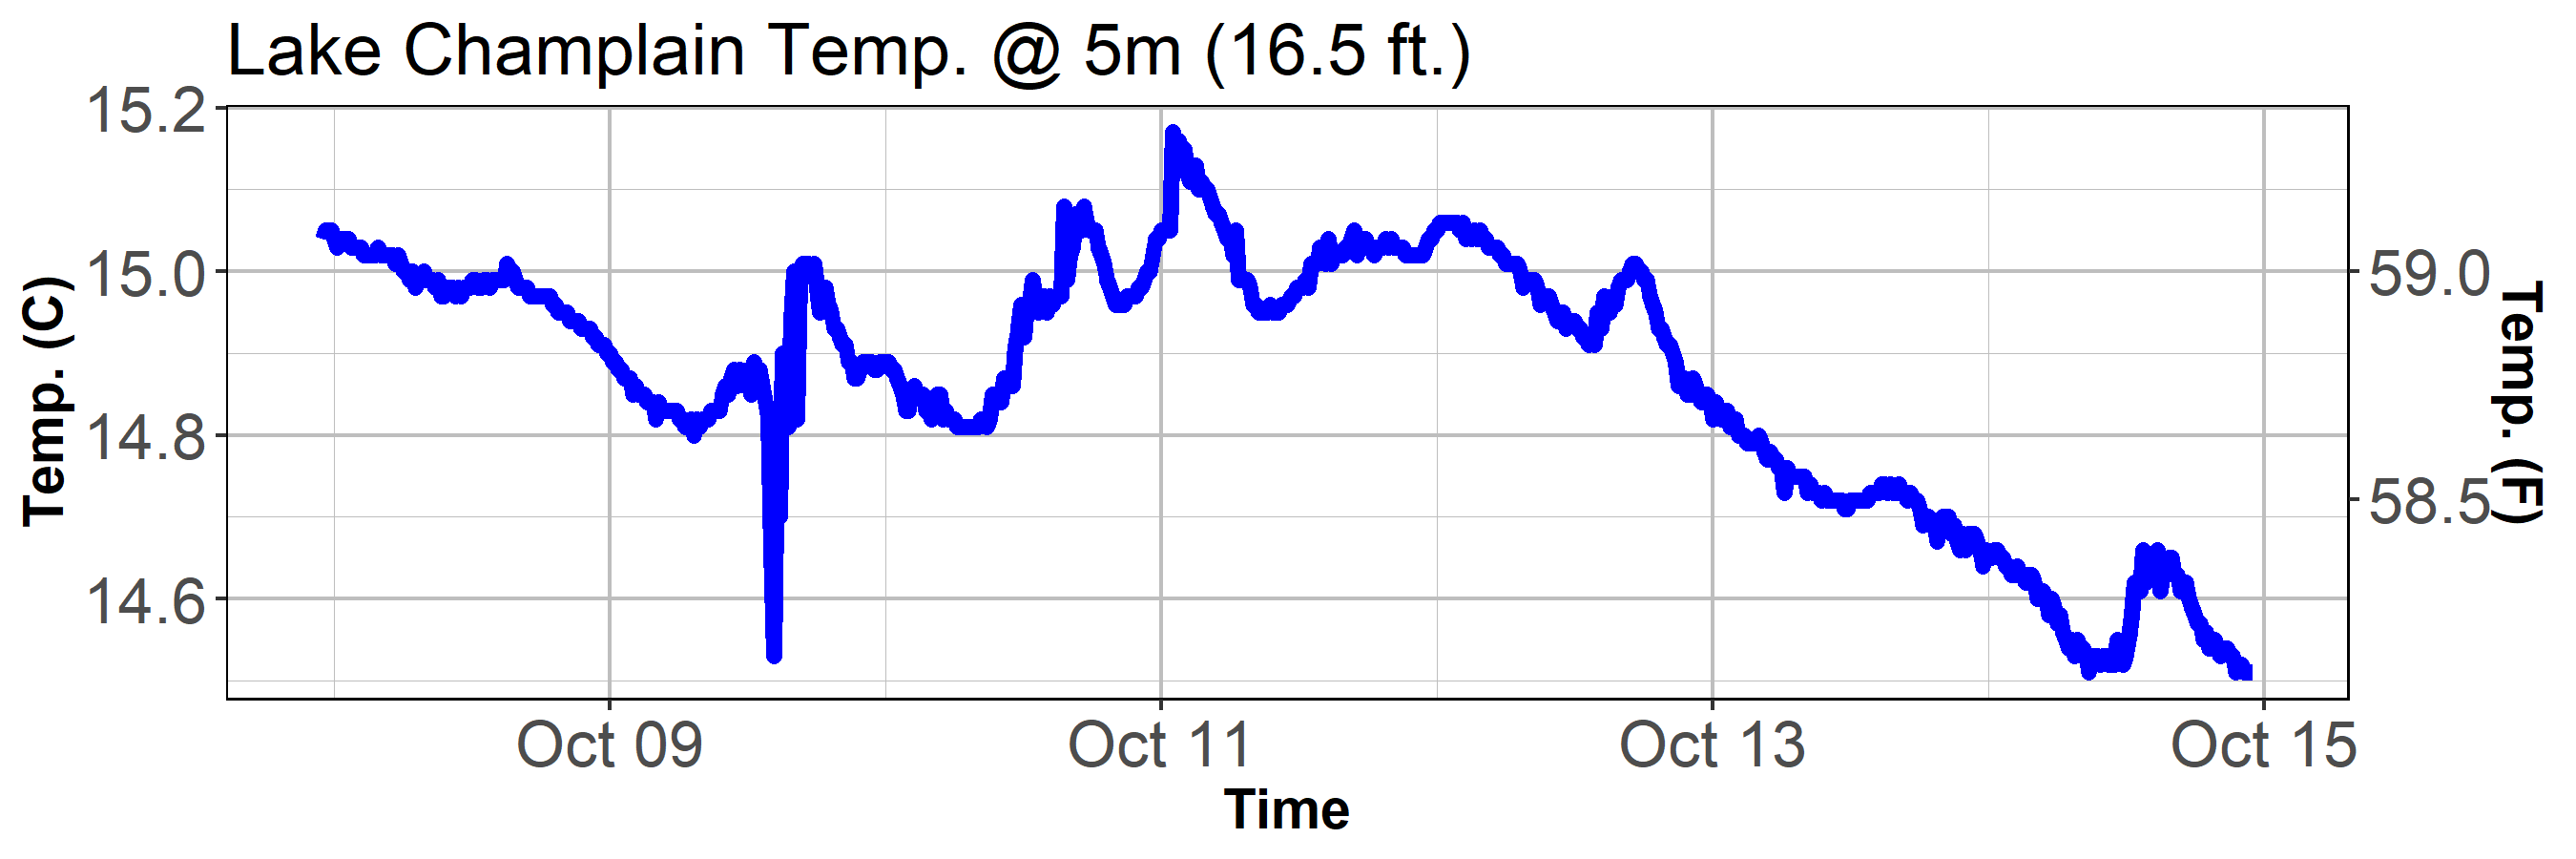 Lake Champlain Temp. @ 5m (16.5 ft.)
15.2
15.0
14.8
14.6
Temp. (C)
59.0
58.5
Temp. (F)
Oct 09
Oct 11
Oct 13
Oct 15
Time